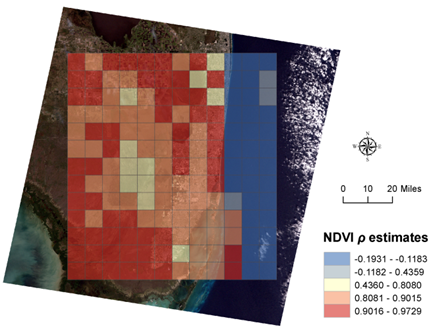 N
W E
S
0 10 20 Miles
NDVI ρ estimates
-0.1931 - -0.1183
-0.1182 - 0.4359
0.4360 - 0.8080
0.8081 - 0.9015
0.9016 - 0.9729